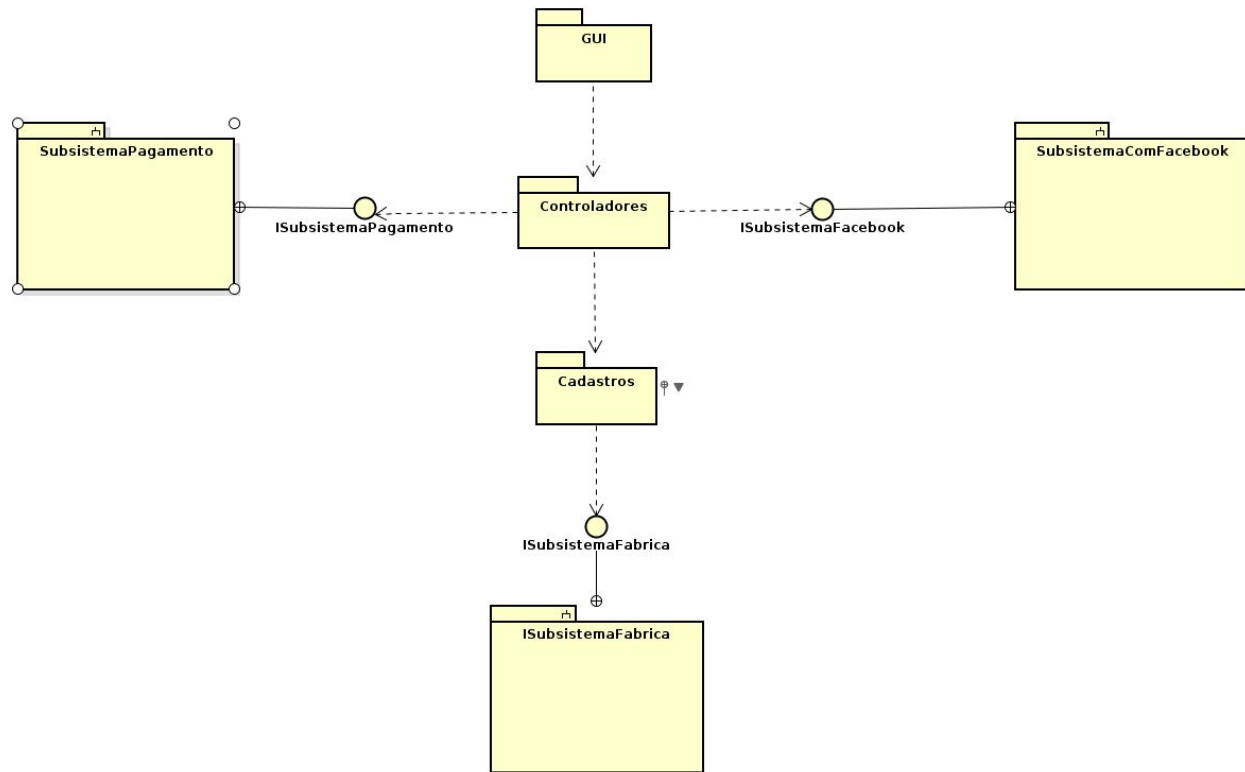 GUI
SubsistemaPagamento
SubsistemaComFacebook
Controladores
ISubsistemaPagamento
ISubsistemaFacebook
Cadastros
ISubsistemaFabrica
ISubsistemaFabrica